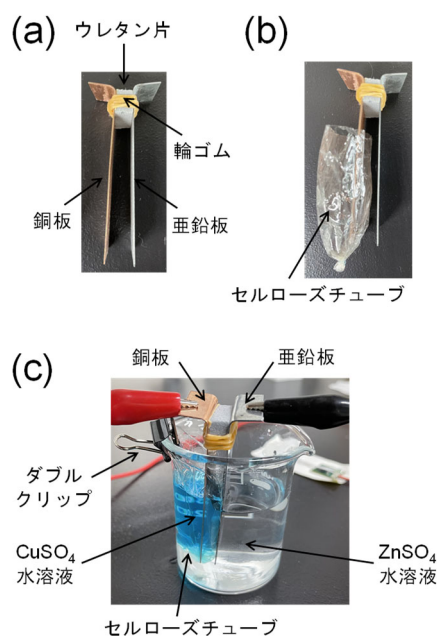 (a)
ウレタン片
輪ゴム
銅板
亜鉛板
(b)
セルローズチューブ
(c)
銅板
亜鉛板
ダブル
クリップ
CuSO4
水溶液
ZnSO4
水溶液
セルローズチューブ